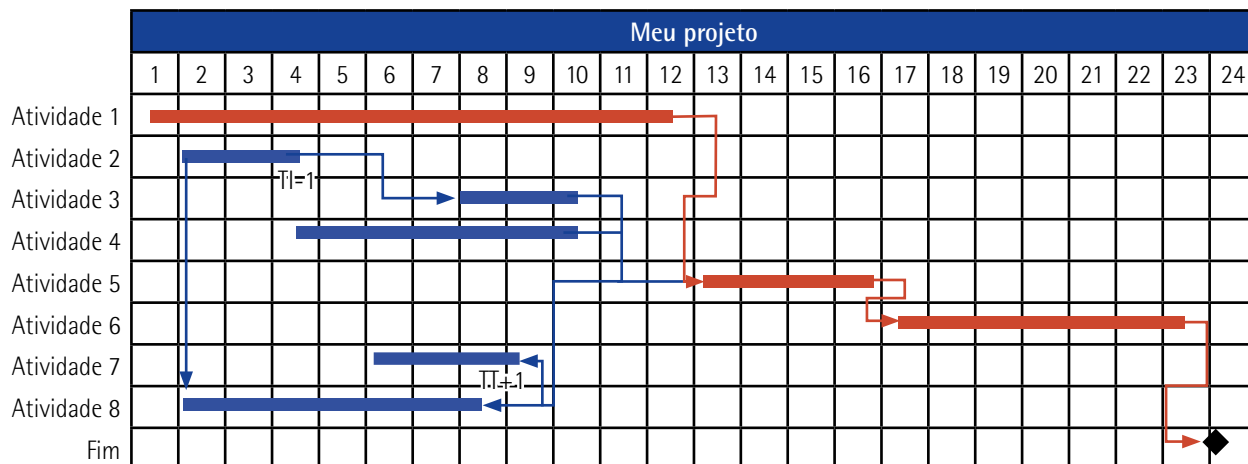 Meu projeto
1 2 3 4 5 6 7 8 9 10 11 12 13 14 15 16 17 18 19 20 21 22 23 24
Atividade 1
Atividade 2
TI-1
Atividade 3
Atividade 4
Atividade 5
Atividade 6
Atividade 7
TT+1
Atividade 8
Fim